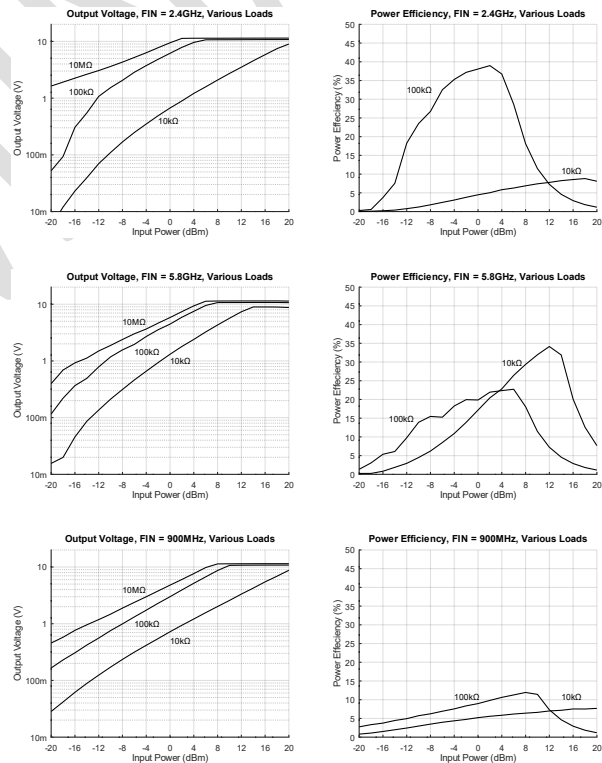 Output Voltage, FIN = 2.4GHz, Various Loads
10
1
100m
10m
Output Voltage (V)
10MΩ
100kΩ
10kΩ
-20 -16 -12 -8 -4 0 4 8 12 16 20
Input Power (dBm)
Power Efficiency, FIN = 2.4GHz, Various Loads
50
45
40
35
30
25
20
15
10
5
0
Power Effeciency (%)
100kΩ
10kΩ
-20 -16 -12 -8 -4 0 4 8 12 16 20
Input Power (dBm)
Output Voltage, FIN = 5.8GHz, Various Loads
10
1
100m
10m
Output Voltage (V)
10MΩ
100kΩ
10kΩ
-20 -16 -12 -8 -4 0 4 8 12 16 20
Input Power (dBm)
Power Efficiency, FIN = 5.8GHz, Various Loads
50
45
40
35
30
25
20
15
10
5
0
Power Effeciency (%)
10kΩ
100kΩ
-20 -16 -12 -8 -4 0 4 8 12 16 20
Input Power (dBm)
Output Voltage, FIN = 900MHz, Various Loads
10
1
100m
10m
Output Voltage (V)
10MΩ
100kΩ
10kΩ
-20 -16 -12 -8 -4 0 4 8 12 16 20
Input Power (dBm)
Power Efficiency, FIN = 900MHz, Various Loads
50
45
40
35
30
25
20
15
10
5
0
Power Effeciency (%)
100kΩ
10kΩ
-20 -16 -12 -8 -4 0 4 8 12 16 20
Input Power (dBm)